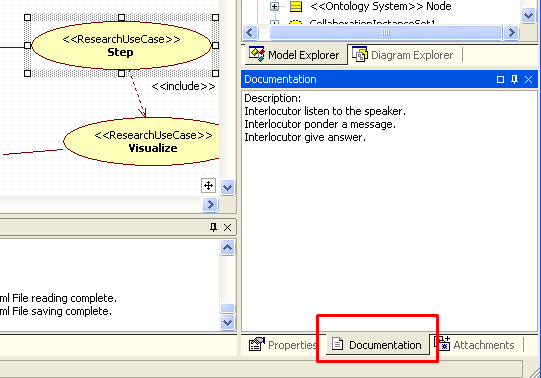 <<ResearchUseCase>>
Step
<<include>>
<<ResearchUseCase>>
Visualize
ml File reading complete.
ml File saving complete.
<<Ontology System>> Node
CollaborationInstanceSet1
Model Explorer
Diagram Explorer
Documentation
Description:
Interlocutor listen to the speaker.
Interlocutor ponder a message.
Interlocutor give answer.
Properties
Documentation
Attachments